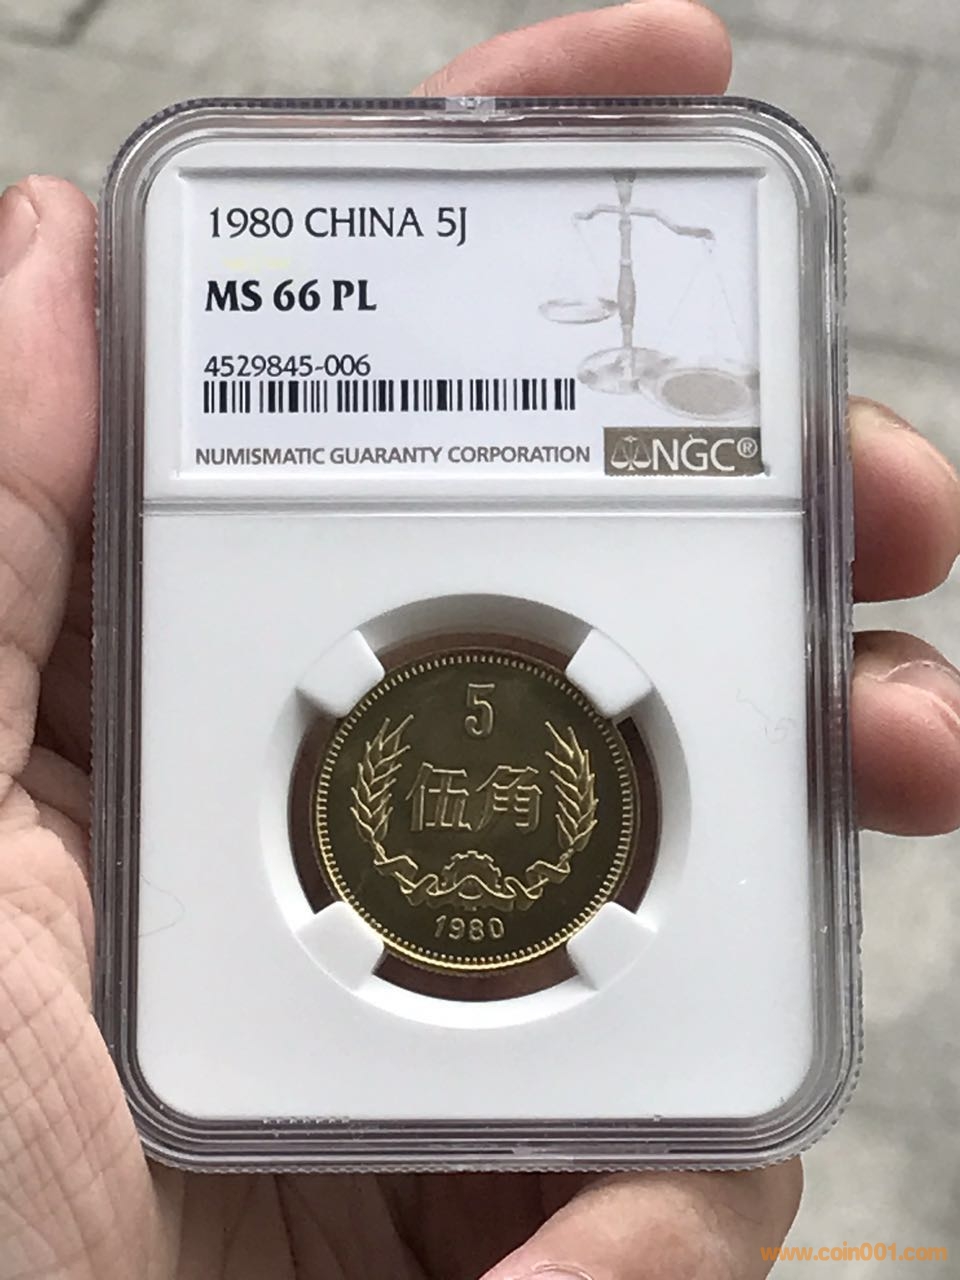 1980 CHINA 5J
MS 66 PL
4529845-006
NUMISMATIC GUARANTY CORPORATION
NGC®
5
伍角
1980
www.coin001.com